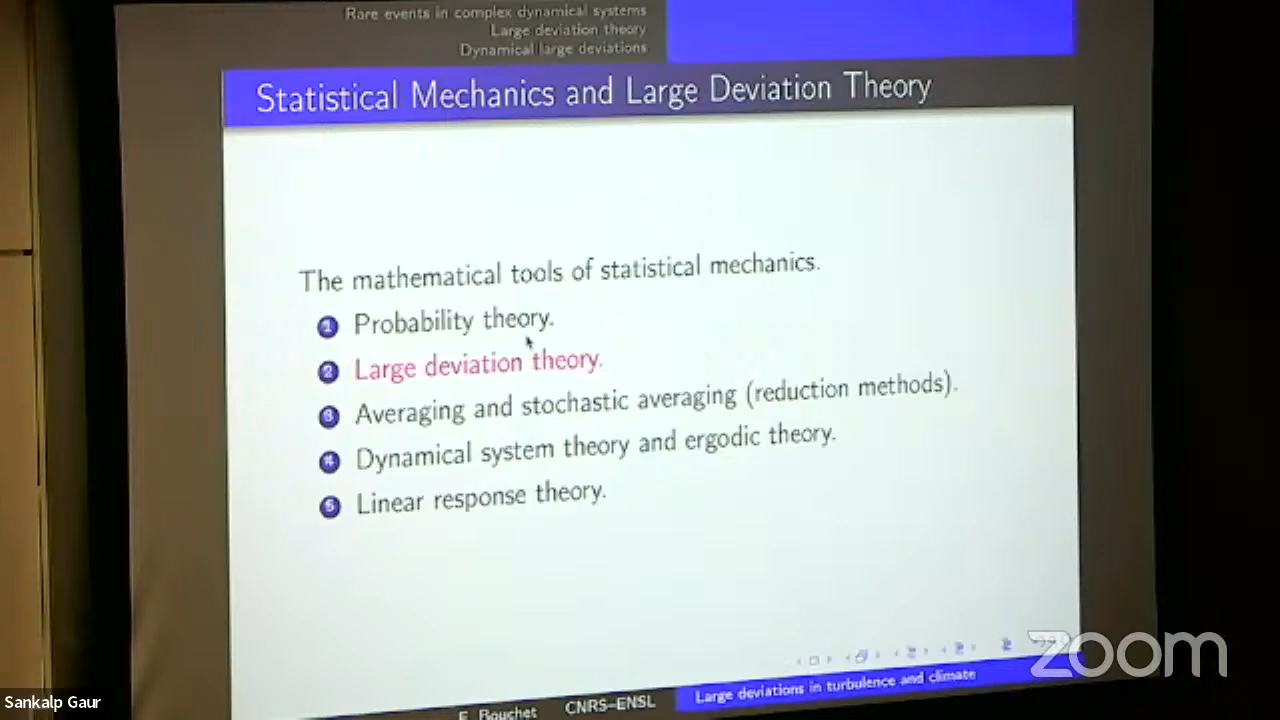 Rare events in complex dynamical systems
Large deviation theory
Dynamical large deviations
Statistical Mechanics and Large Deviation Theory
The mathematical tools of statistical mechanics.
1 Probability theory.
2 Large deviation theory.
3 Averaging and stochastic averaging (reduction methods).
4 Dynamical system theory and ergodic theory.
5 Linear response theory.
zoom
F. Bouchet CNRS–ENSL Large deviations in turbulence and climate
Sankalp Gaur